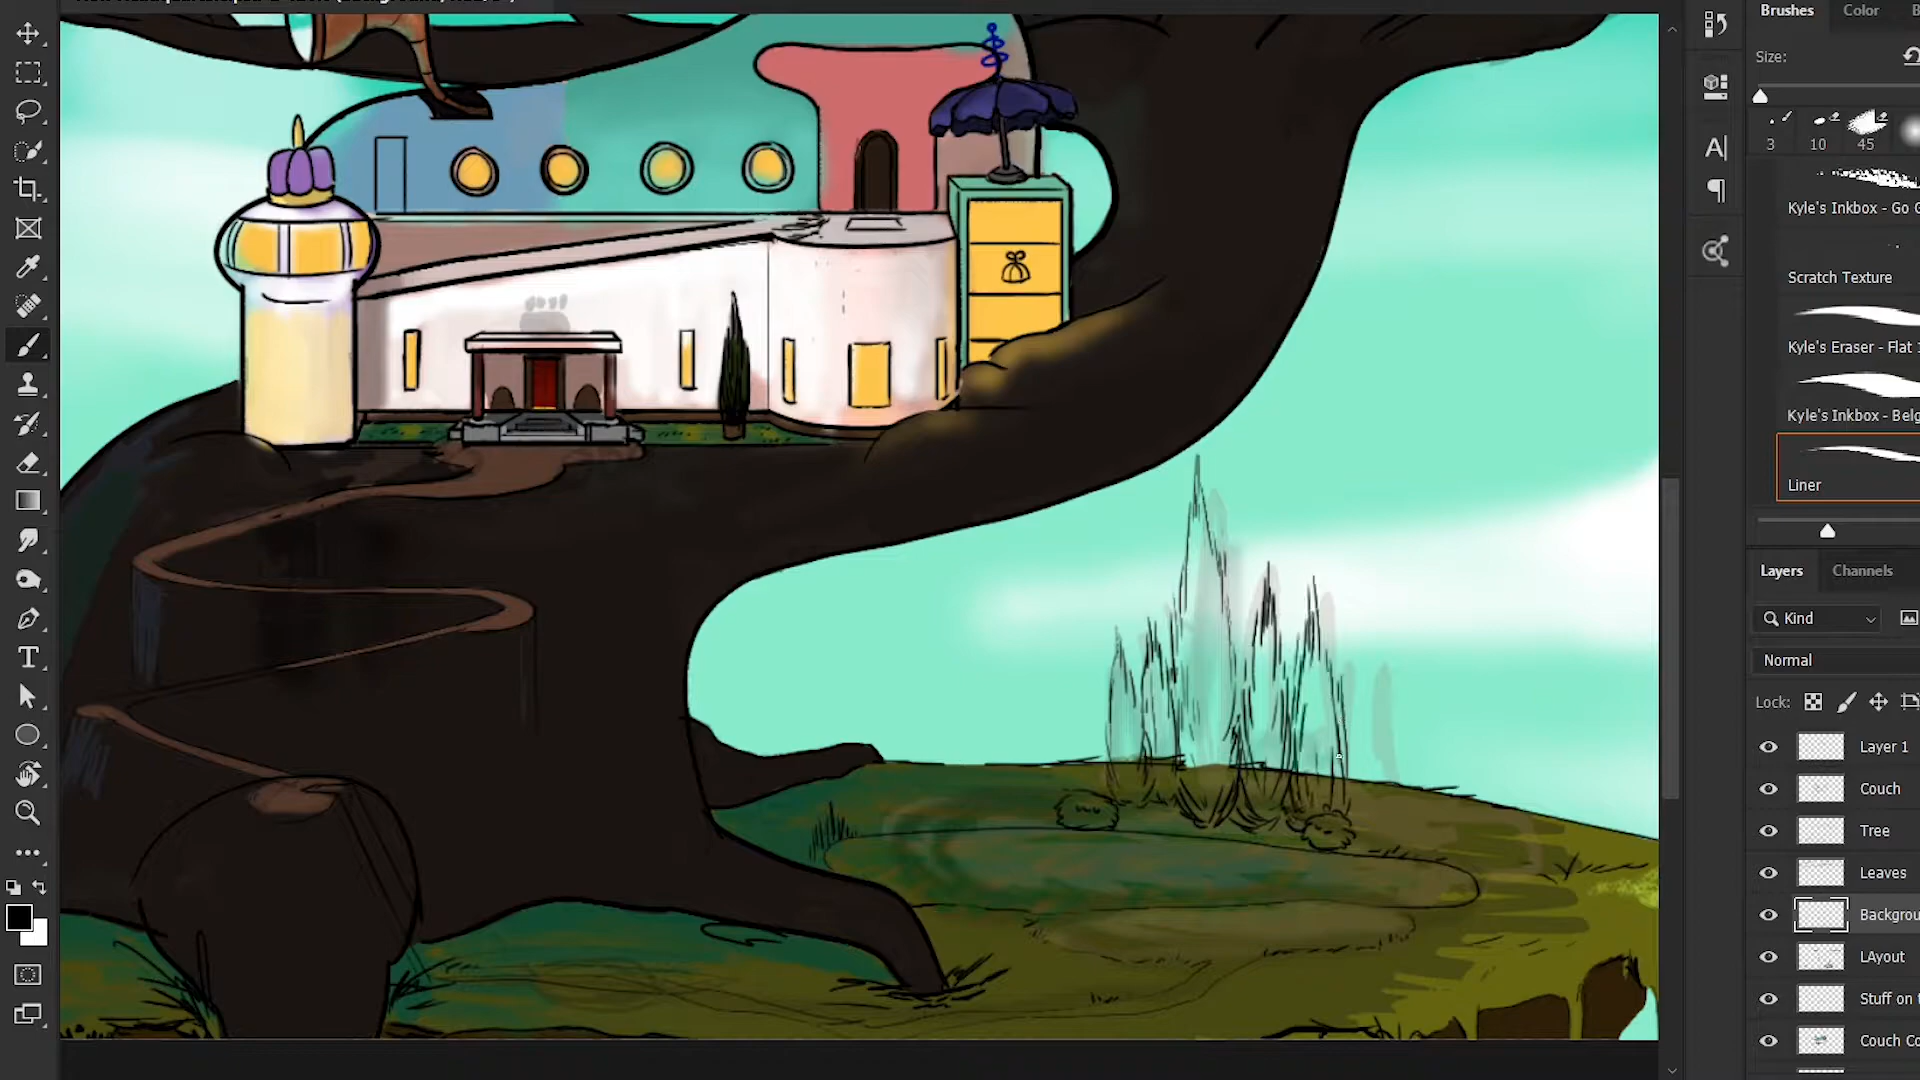 Brushes
Color
Size:
3
10
45
Kyle's Inkbox - Go G
Scratch Texture
Kyle's Eraser - Flat
Kyle's Inkbox - Belg
Liner
Layers
Channels
Kind
Normal
Lock:
Layer 1
Couch
Tree
Leaves
Backgrou
LAyout
Stuff on t
Couch Co